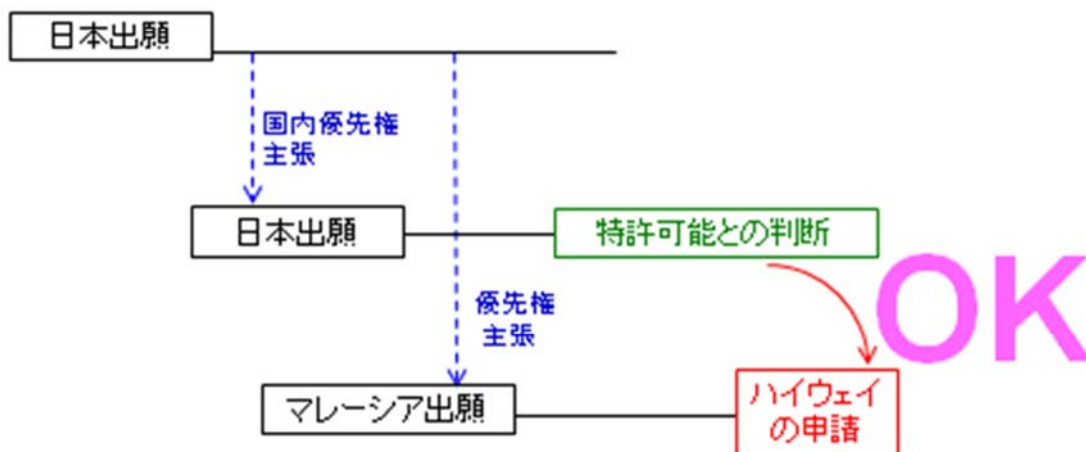 日本出願
国内優先権
主張
日本出願
特許可能との判断
OK
優先権
主張
マレーシア出願
ハイウェイ
の申請